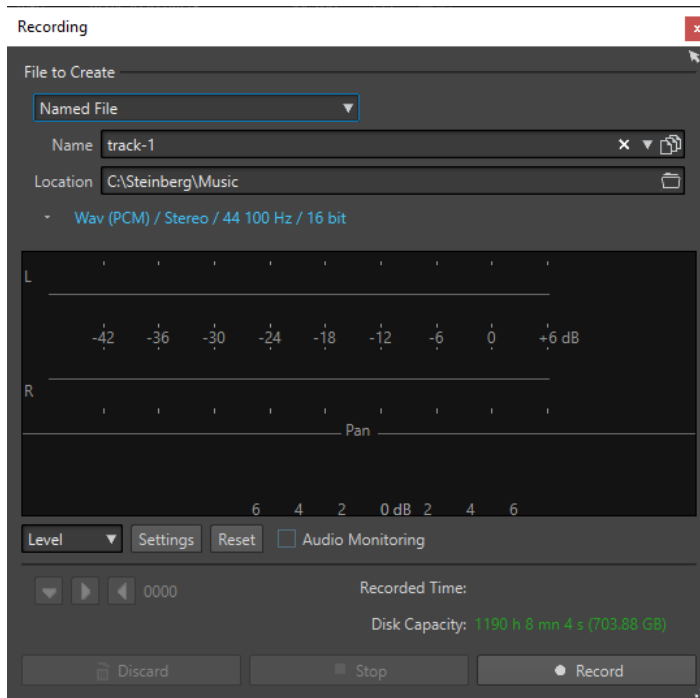 Recording
File to Create
Named File
Name track-1
Location C:\Steinberg\Music
Wav (PCM) / Stereo / 44 100 Hz / 16 bit
L
-42 -36 -30 -24 -18 -12 -6 0 +6 dB
R
Pan
6 4 2 0 dB 2 4 6
Level Settings Reset Audio Monitoring
0000 Recorded Time:
Disk Capacity: 1190 h 8 mn 4 s (703.88 GB)
Discard Stop Record